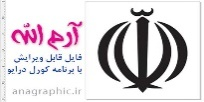 آرم الله
فایل قابل ویرایش
با برنامه کورل دراو
anagraphic.ir